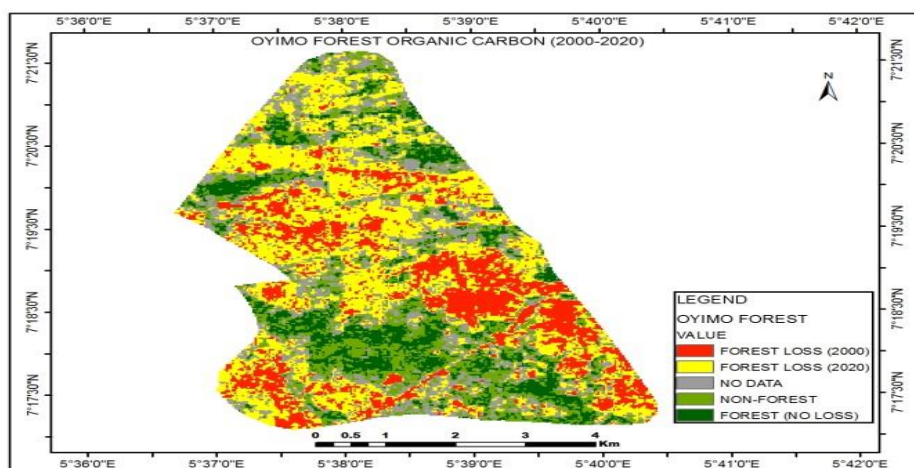 5°36'0"E 5°37'0"E 5°38'0"E 5°39'0"E 5°40'0"E 5°41'0"E 5°42'0"E
OYIMO FOREST ORGANIC CARBON (2000-2020)
7°21'30"N 7°21'30"N
N
7°20'30"N 7°20'30"N
7°19'30"N 7°19'30"N
7°18'30"N 7°18'30"N
7°17'30"N 7°17'30"N
LEGEND
OYIMO FOREST
VALUE
FOREST LOSS (2000)
FOREST LOSS (2020)
NO DATA
NON-FOREST
FOREST (NO LOSS)
0 0.5 1 2 3 4
Km
5°36'0"E 5°37'0"E 5°38'0"E 5°39'0"E 5°40'0"E 5°41'0"E 5°42'0"E